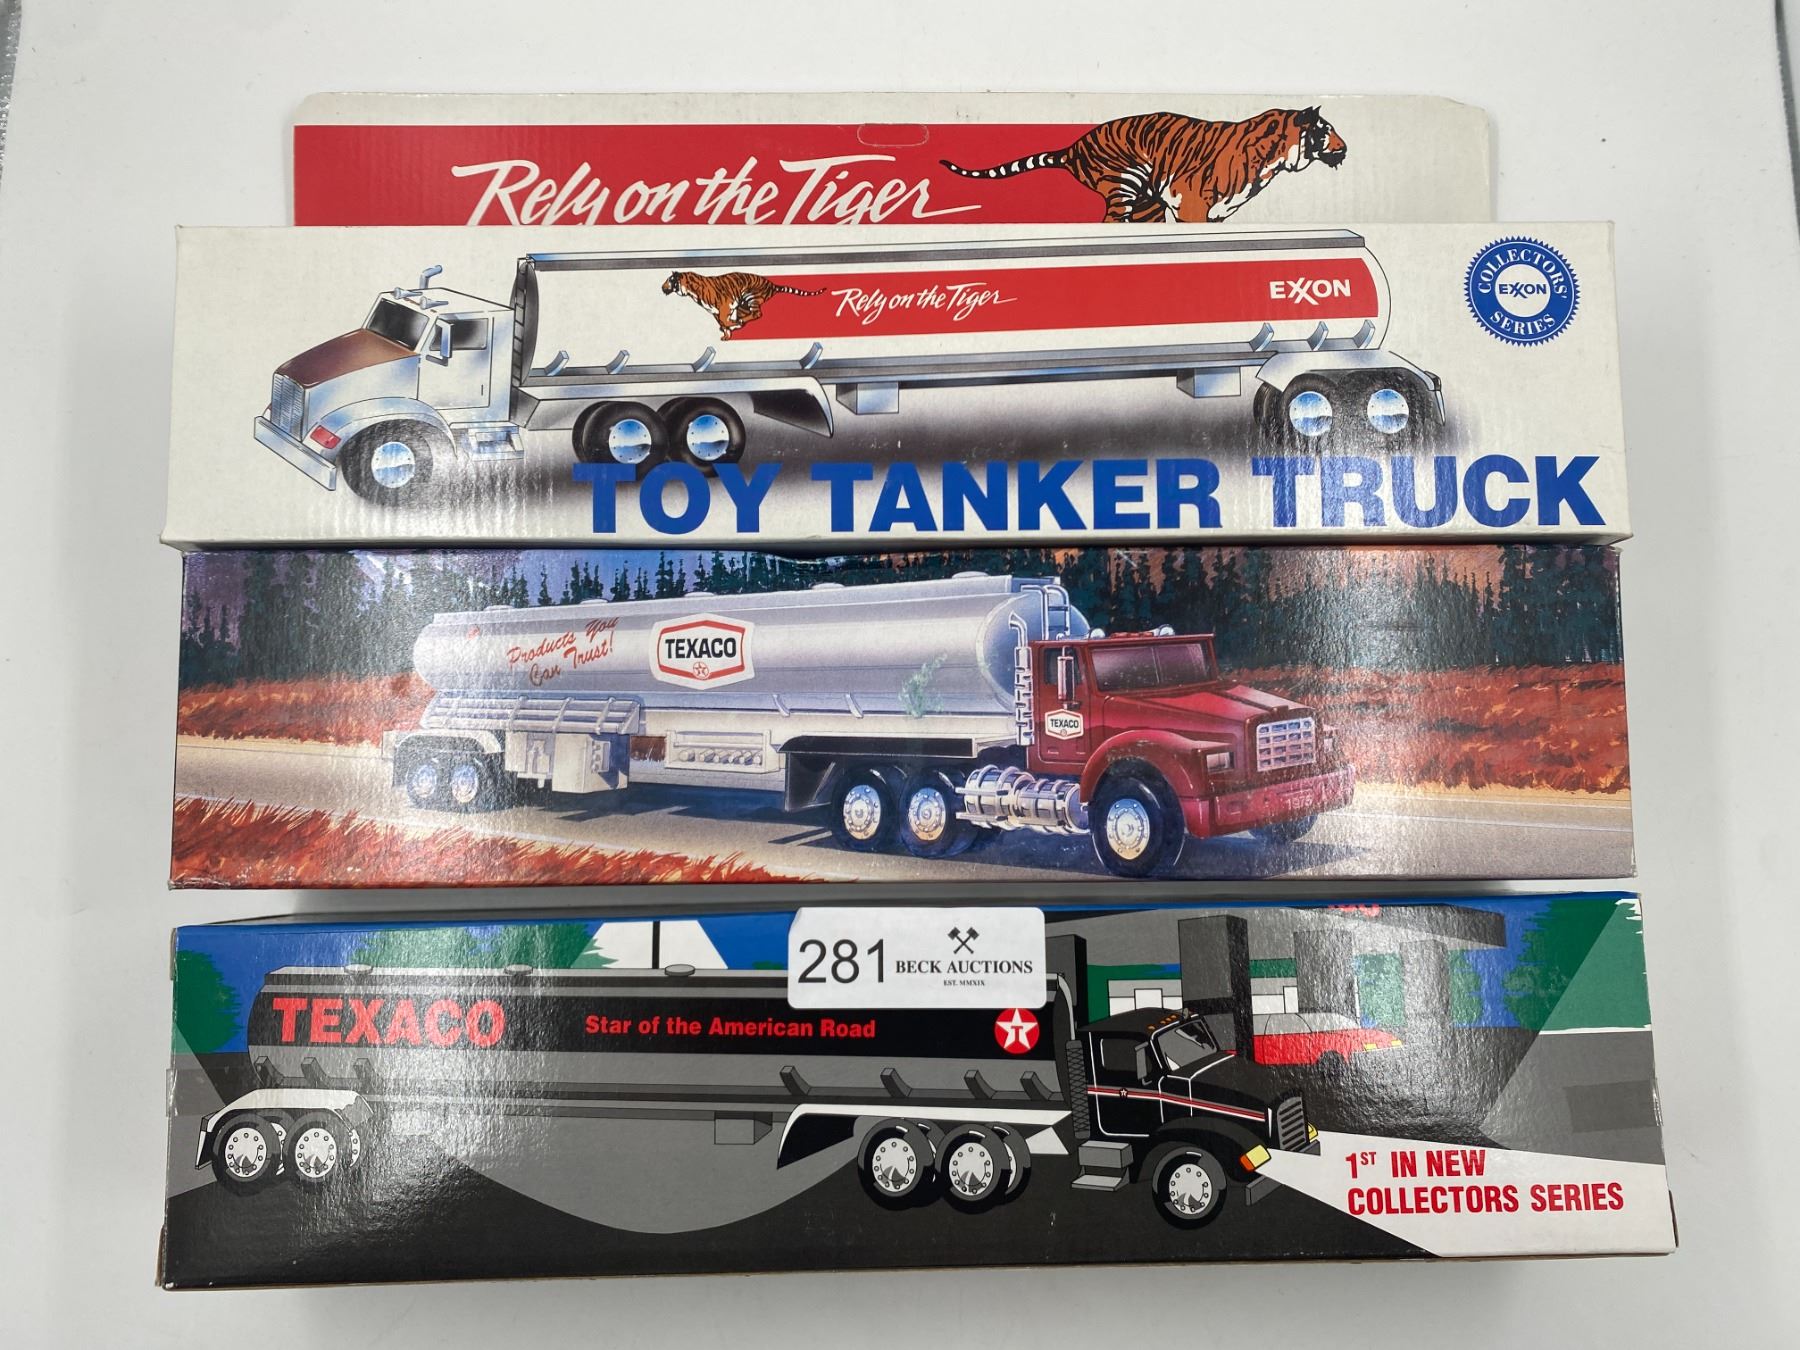 Rely on the Tiger
Rely on the Tiger
EXXON
COLLECTORS'
EXXON
SERIES
TOY TANKER TRUCK
Products You
Can Trust!
TEXACO
TEXACO
1975
281
BECK AUCTIONS
EST. MMXIX
TEXACO
Star of the American Road
T
1ST IN NEW
COLLECTORS SERIES